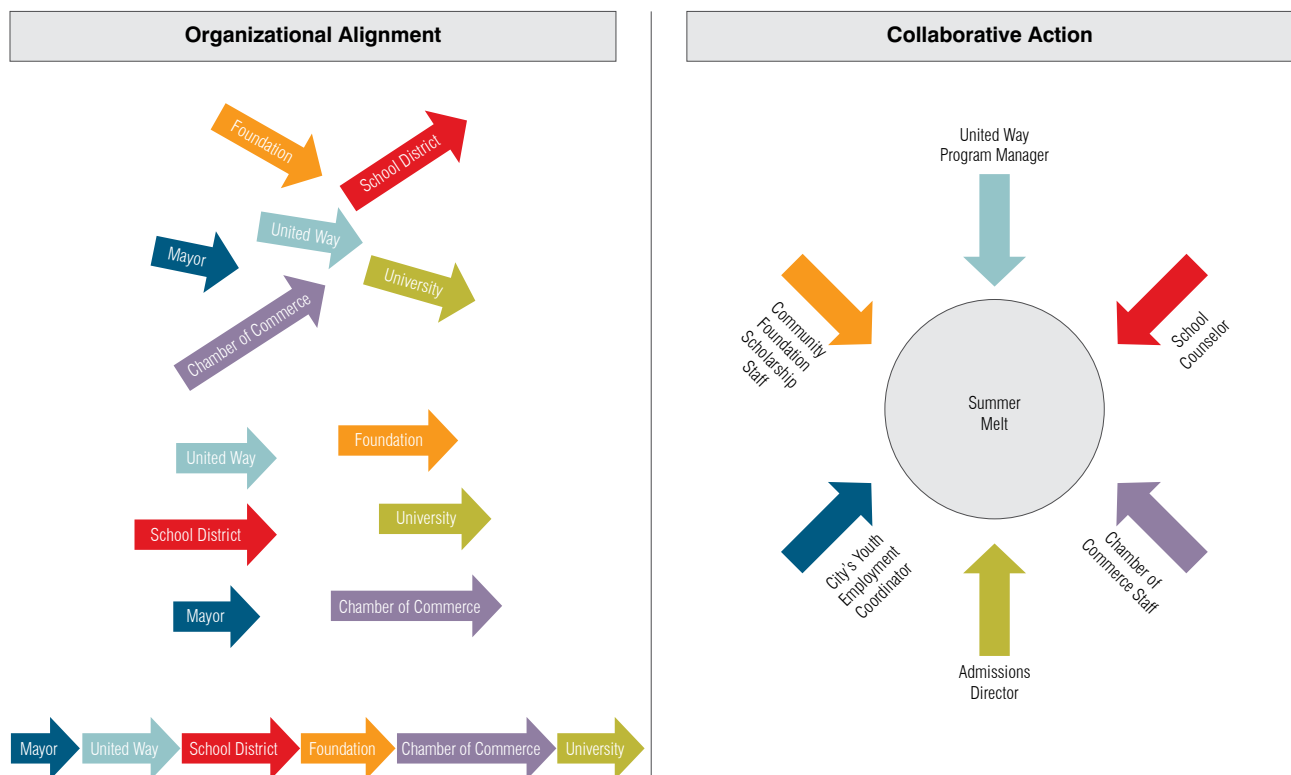 Organizational Alignment
Foundation
School District
United Way
Mayor
University
Chamber of Commerce
United Way
Foundation
School District
University
Mayor
Chamber of Commerce
Mayor
United Way
School District
Foundation
Chamber of Commerce
University
Collaborative Action
United Way
Program Manager
Community
Foundation
Scholarship
Staff
School
Counselor
Summer
Melt
City's Youth
Employment
Coordinator
Chamber of
Commerce Staff
Admissions
Director